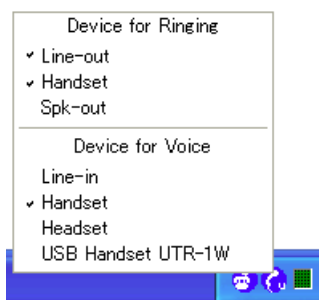 Device for Ringing
Line-out
Handset
Spk-out
Device for Voice
Line-in
Handset
Headset
USB Handset UTR-1W